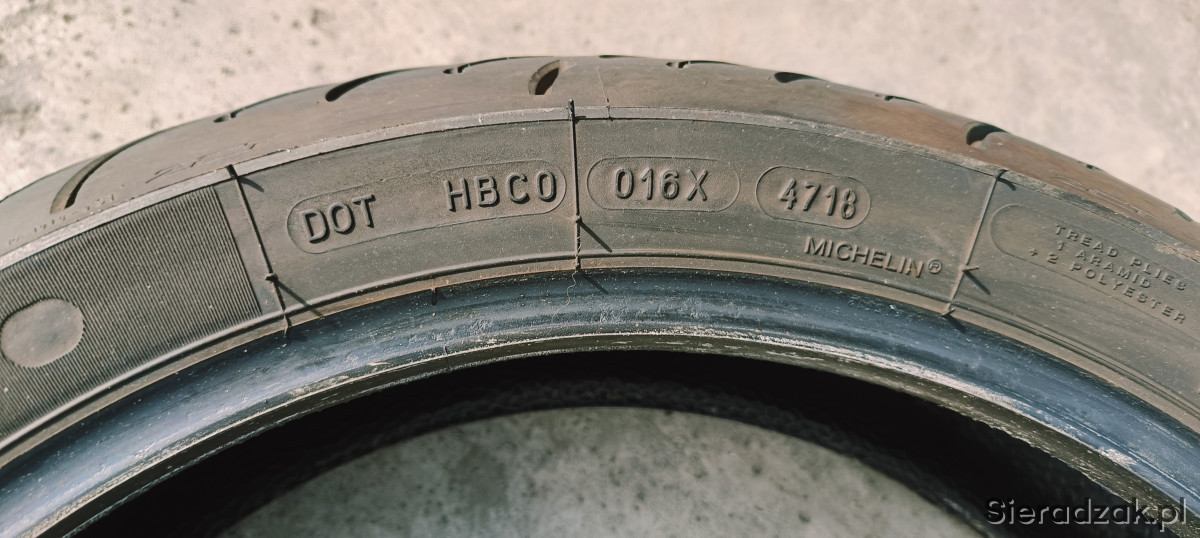 DOT HBC0 016X 4718
MICHELIN®
TREAD PLIES
1 ARAMID
+ 2 POLYESTER
Sieradzak.pl